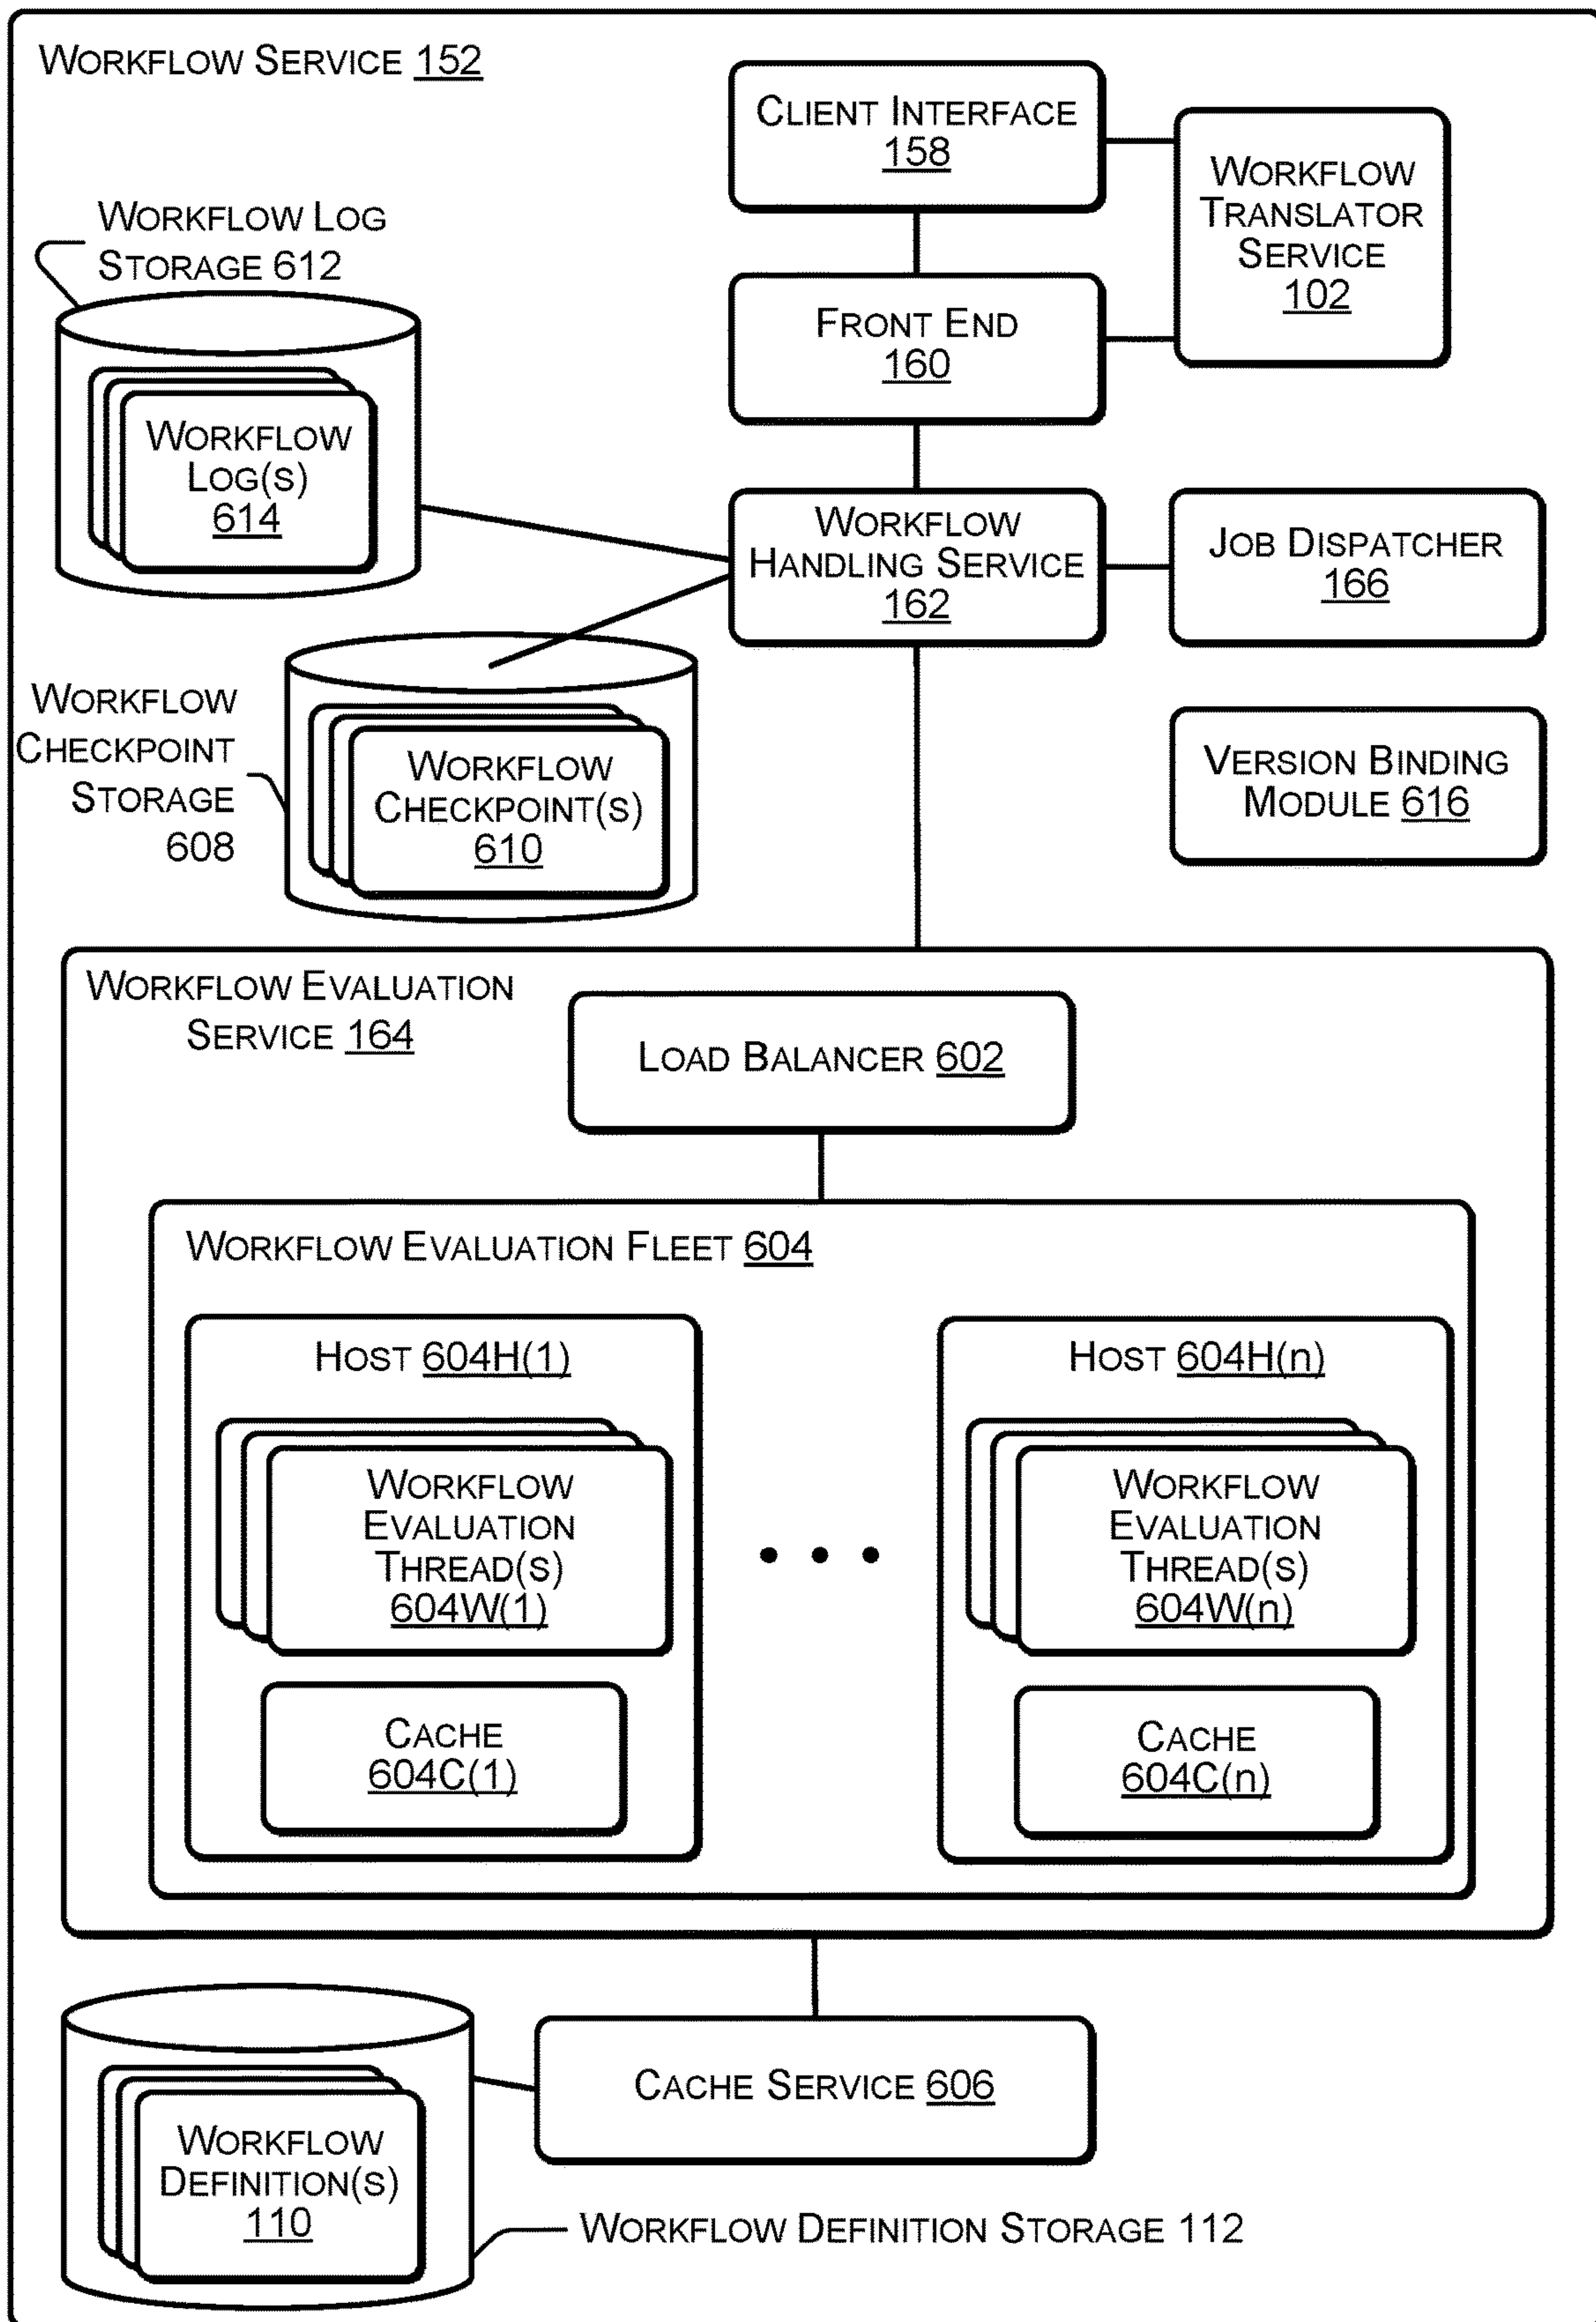 WORKFLOW SERVICE 152
CLIENT INTERFACE
158
WORKFLOW
TRANSLATOR
SERVICE
102
WORKFLOW LOG
STORAGE 612
FRONT END
160
WORKFLOW
LOG(S)
614
WORKFLOW
HANDLING SERVICE
162
JOB DISPATCHER
166
WORKFLOW
CHECKPOINT
STORAGE
608
WORKFLOW
CHECKPOINT(S)
610
VERSION BINDING
MODULE 616
WORKFLOW EVALUATION
SERVICE 164
LOAD BALANCER 602
WORKFLOW EVALUATION FLEET 604
HOST 604H(1)
WORKFLOW
EVALUATION
THREAD(S)
604W(1)
CACHE
604C(1)
• • •
HOST 604H(n)
WORKFLOW
EVALUATION
THREAD(S)
604W(n)
CACHE
604C(n)
CACHE SERVICE 606
WORKFLOW
DEFINITION(S)
110
WORKFLOW DEFINITION STORAGE 112